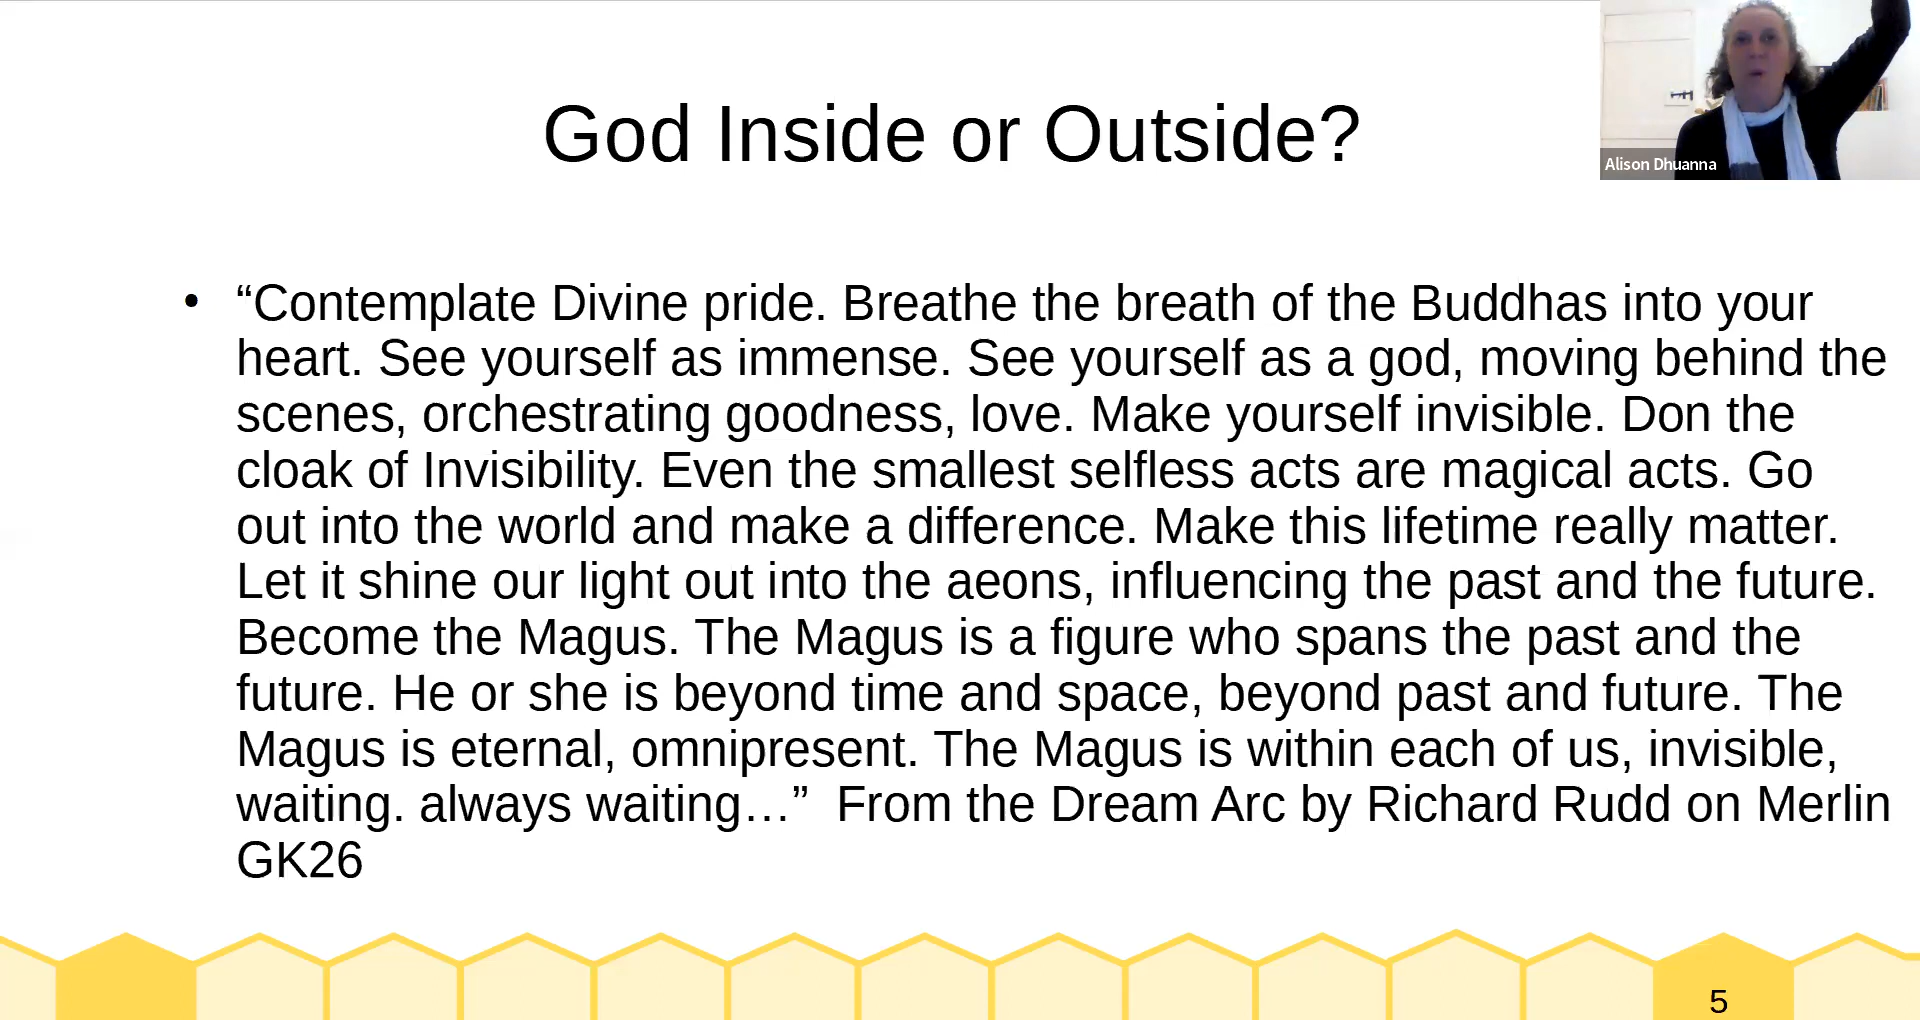 God Inside or Outside?
Alison Dhuanna
• “Contemplate Divine pride. Breathe the breath of the Buddhas into your
heart. See yourself as immense. See yourself as a god, moving behind the
scenes, orchestrating goodness, love. Make yourself invisible. Don the
cloak of Invisibility. Even the smallest selfless acts are magical acts. Go
out into the world and make a difference. Make this lifetime really matter.
Let it shine our light out into the aeons, influencing the past and the future.
Become the Magus. The Magus is a figure who spans the past and the
future. He or she is beyond time and space, beyond past and future. The
Magus is eternal, omnipresent. The Magus is within each of us, invisible,
waiting. always waiting…”  From the Dream Arc by Richard Rudd on Merlin
GK26
5